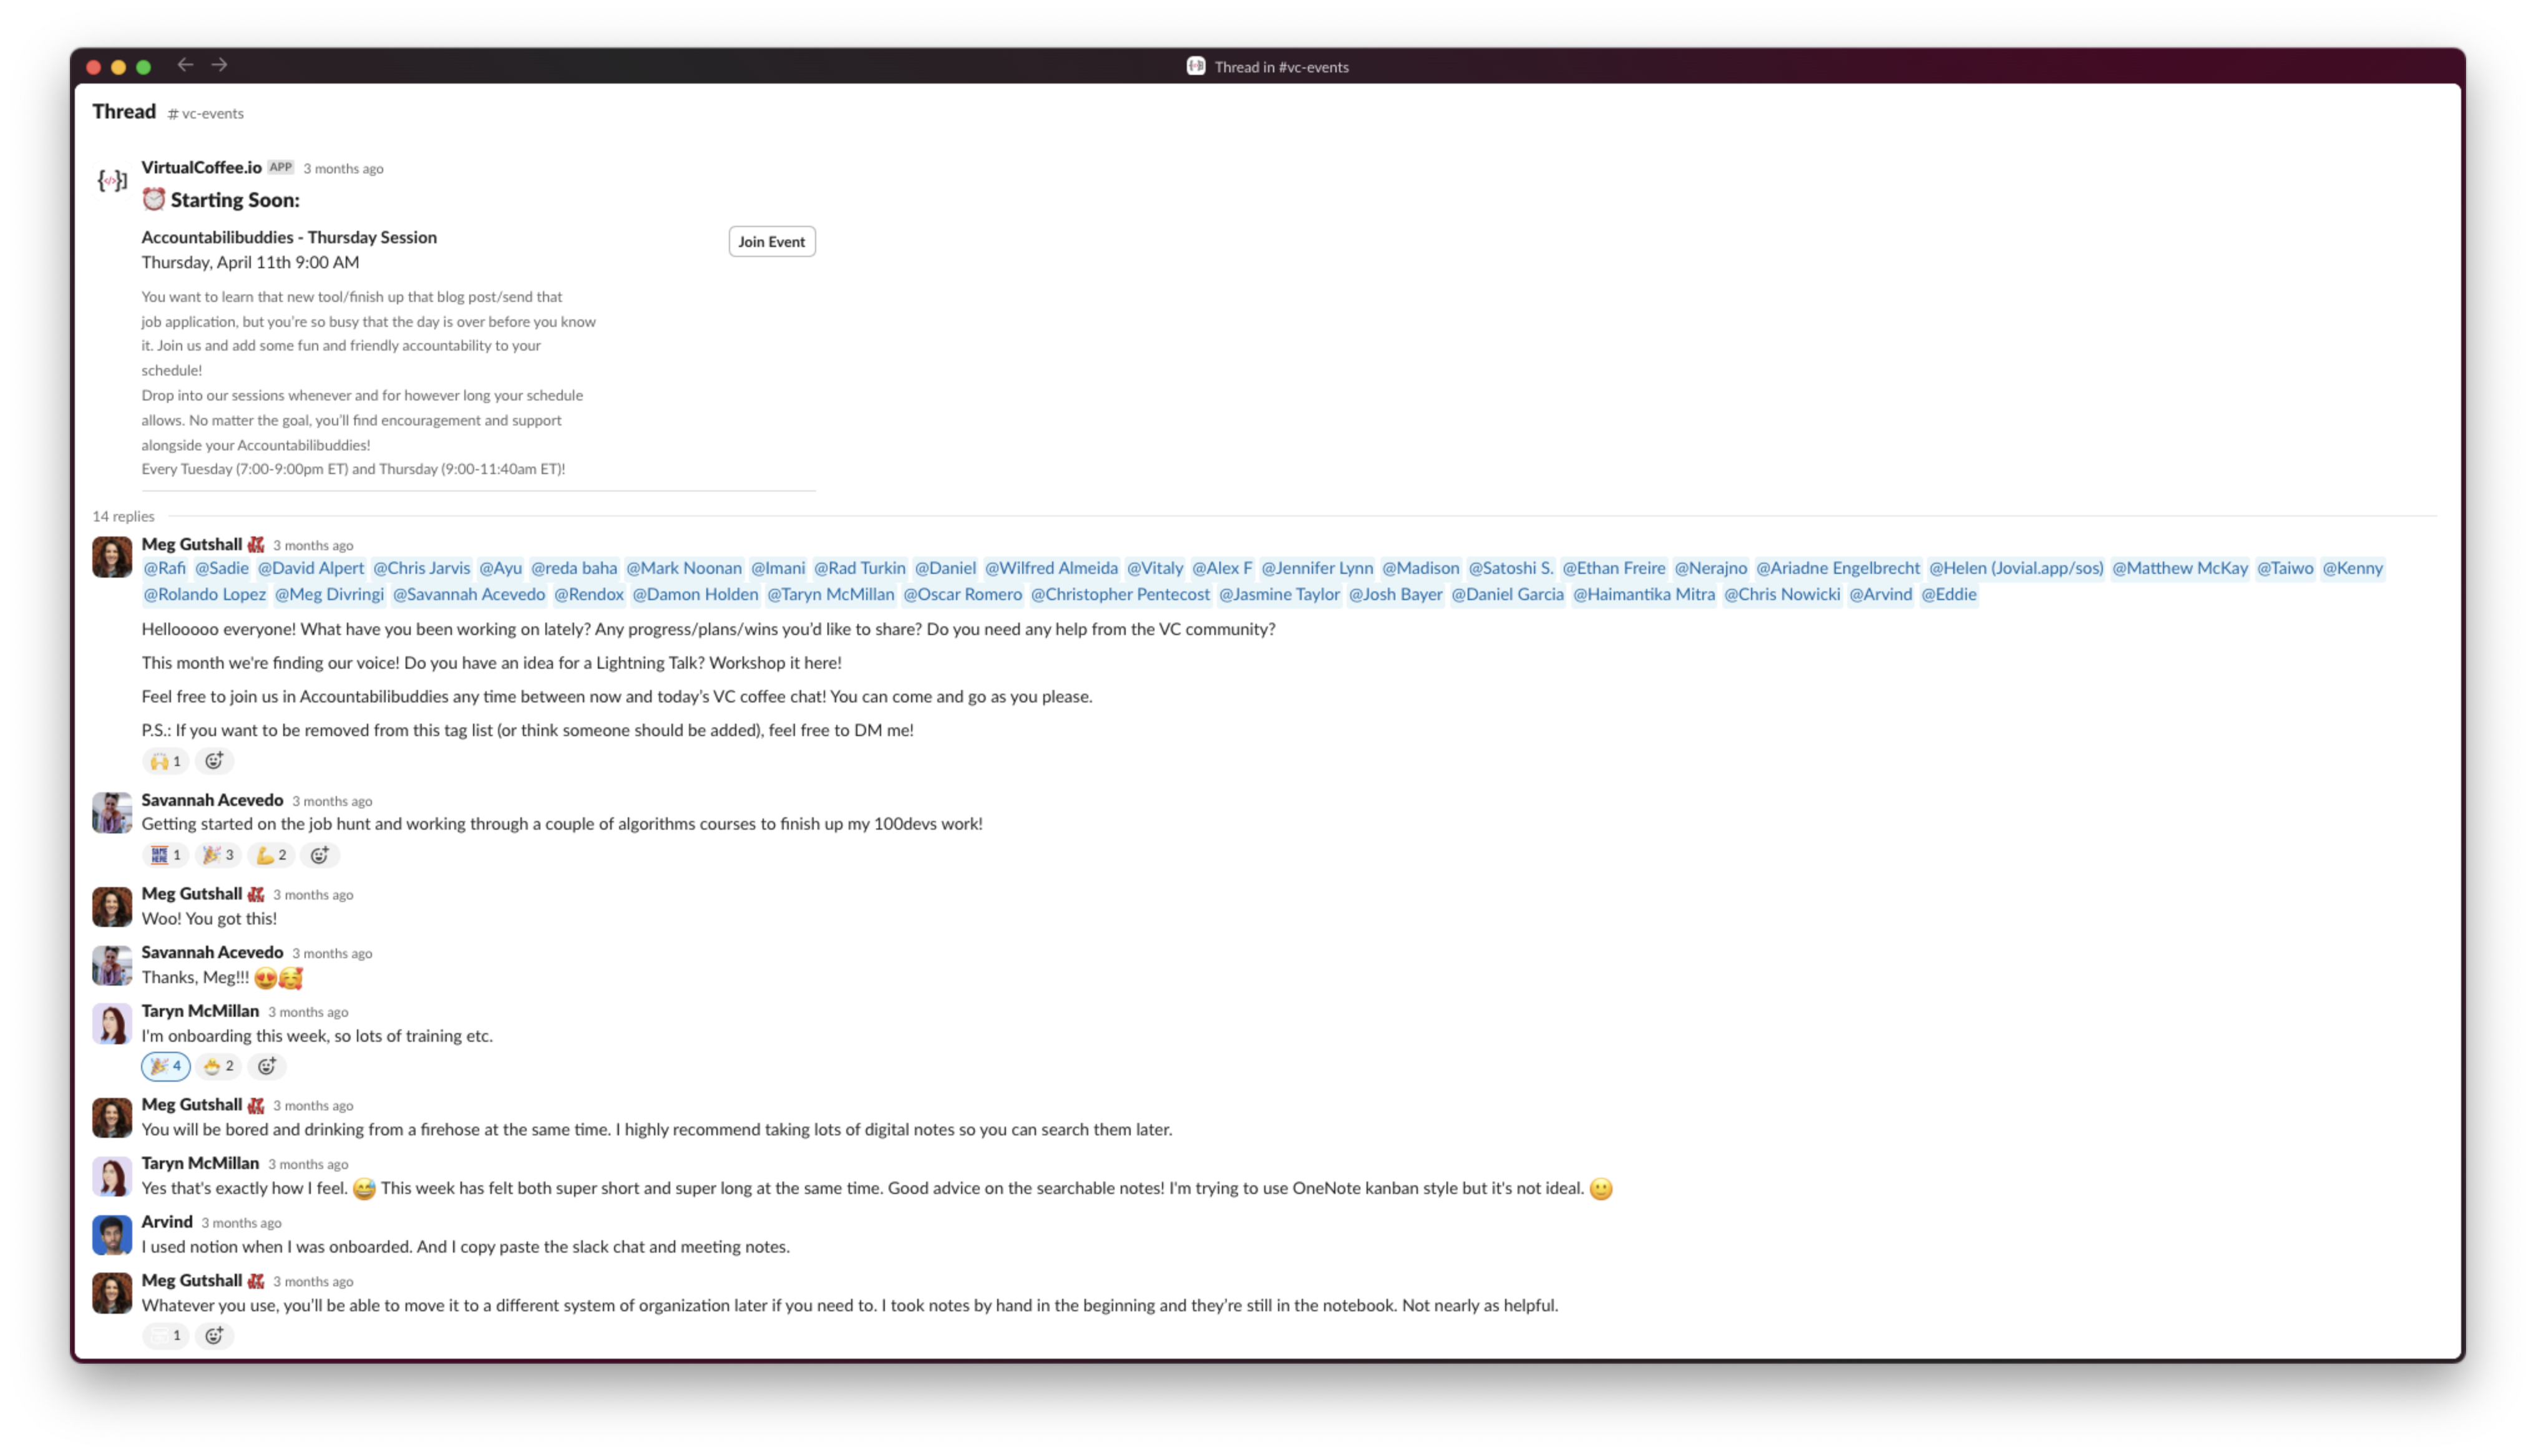 Thread in #vc-events
Thread # vc-events
VirtualCoffee.io APP 3 months ago
Starting Soon:
Accountabilibuddies - Thursday Session
Join Event
Thursday, April 11th 9:00 AM
You want to learn that new tool/finish up that blog post/send that
job application, but you're so busy that the day is over before you know
it. Join us and add some fun and friendly accountability to your
schedule!
Drop into our sessions whenever and for however long your schedule
allows. No matter the goal, you'll find encouragement and support
alongside your Accountabilibuddies!
Every Tuesday (7:00-9:00pm ET) and Thursday (9:00-11:40am ET)!
14 replies
Meg Gutshall 3 months ago
@Rafi @Sadie @David Alpert @Chris Jarvis @Ayu @reda baha @Mark Noonan @Imani @Rad Turkin @Daniel @Wilfred Almeida @Vitaly @Alex F @Jennifer Lynn @Madison @Satoshi S. @Ethan Freire @Nerajno @Ariadne Engelbrecht @Helen (Jovial.app/sos) @Matthew McKay @Taiwo @Kenny
@Rolando Lopez @Meg Divringi @Savannah Acevedo @Rendox @Damon Holden @Taryn McMillan @Oscar Romero @Christopher Pentecost @Jasmine Taylor @Josh Bayer @Daniel Garcia @Haimantika Mitra @Chris Nowicki @Arvind @Eddie
Hellooooo everyone! What have you been working on lately? Any progress/plans/wins you'd like to share? Do you need any help from the VC community?
This month we're finding our voice! Do you have an idea for a Lightning Talk? Workshop it here!
Feel free to join us in Accountabilibuddies any time between now and today's VC coffee chat! You can come and go as you please.
P.S.: If you want to be removed from this tag list (or think someone should be added), feel free to DM me!
1
Savannah Acevedo 3 months ago
Getting started on the job hunt and working through a couple of algorithms courses to finish up my 100devs work!
SAME HERE 1 3 2
Meg Gutshall 3 months ago
Woo! You got this!
Savannah Acevedo 3 months ago
Thanks, Meg!!! 😍🥰
Taryn McMillan 3 months ago
I'm onboarding this week, so lots of training etc.
4 2
Meg Gutshall 3 months ago
You will be bored and drinking from a firehose at the same time. I highly recommend taking lots of digital notes so you can search them later.
Taryn McMillan 3 months ago
Yes that's exactly how I feel. 😅 This week has felt both super short and super long at the same time. Good advice on the searchable notes! I'm trying to use OneNote kanban style but it's not ideal. 🙂
Arvind 3 months ago
I used notion when I was onboarded. And I copy paste the slack chat and meeting notes.
Meg Gutshall 3 months ago
Whatever you use, you'll be able to move it to a different system of organization later if you need to. I took notes by hand in the beginning and they're still in the notebook. Not nearly as helpful.
1